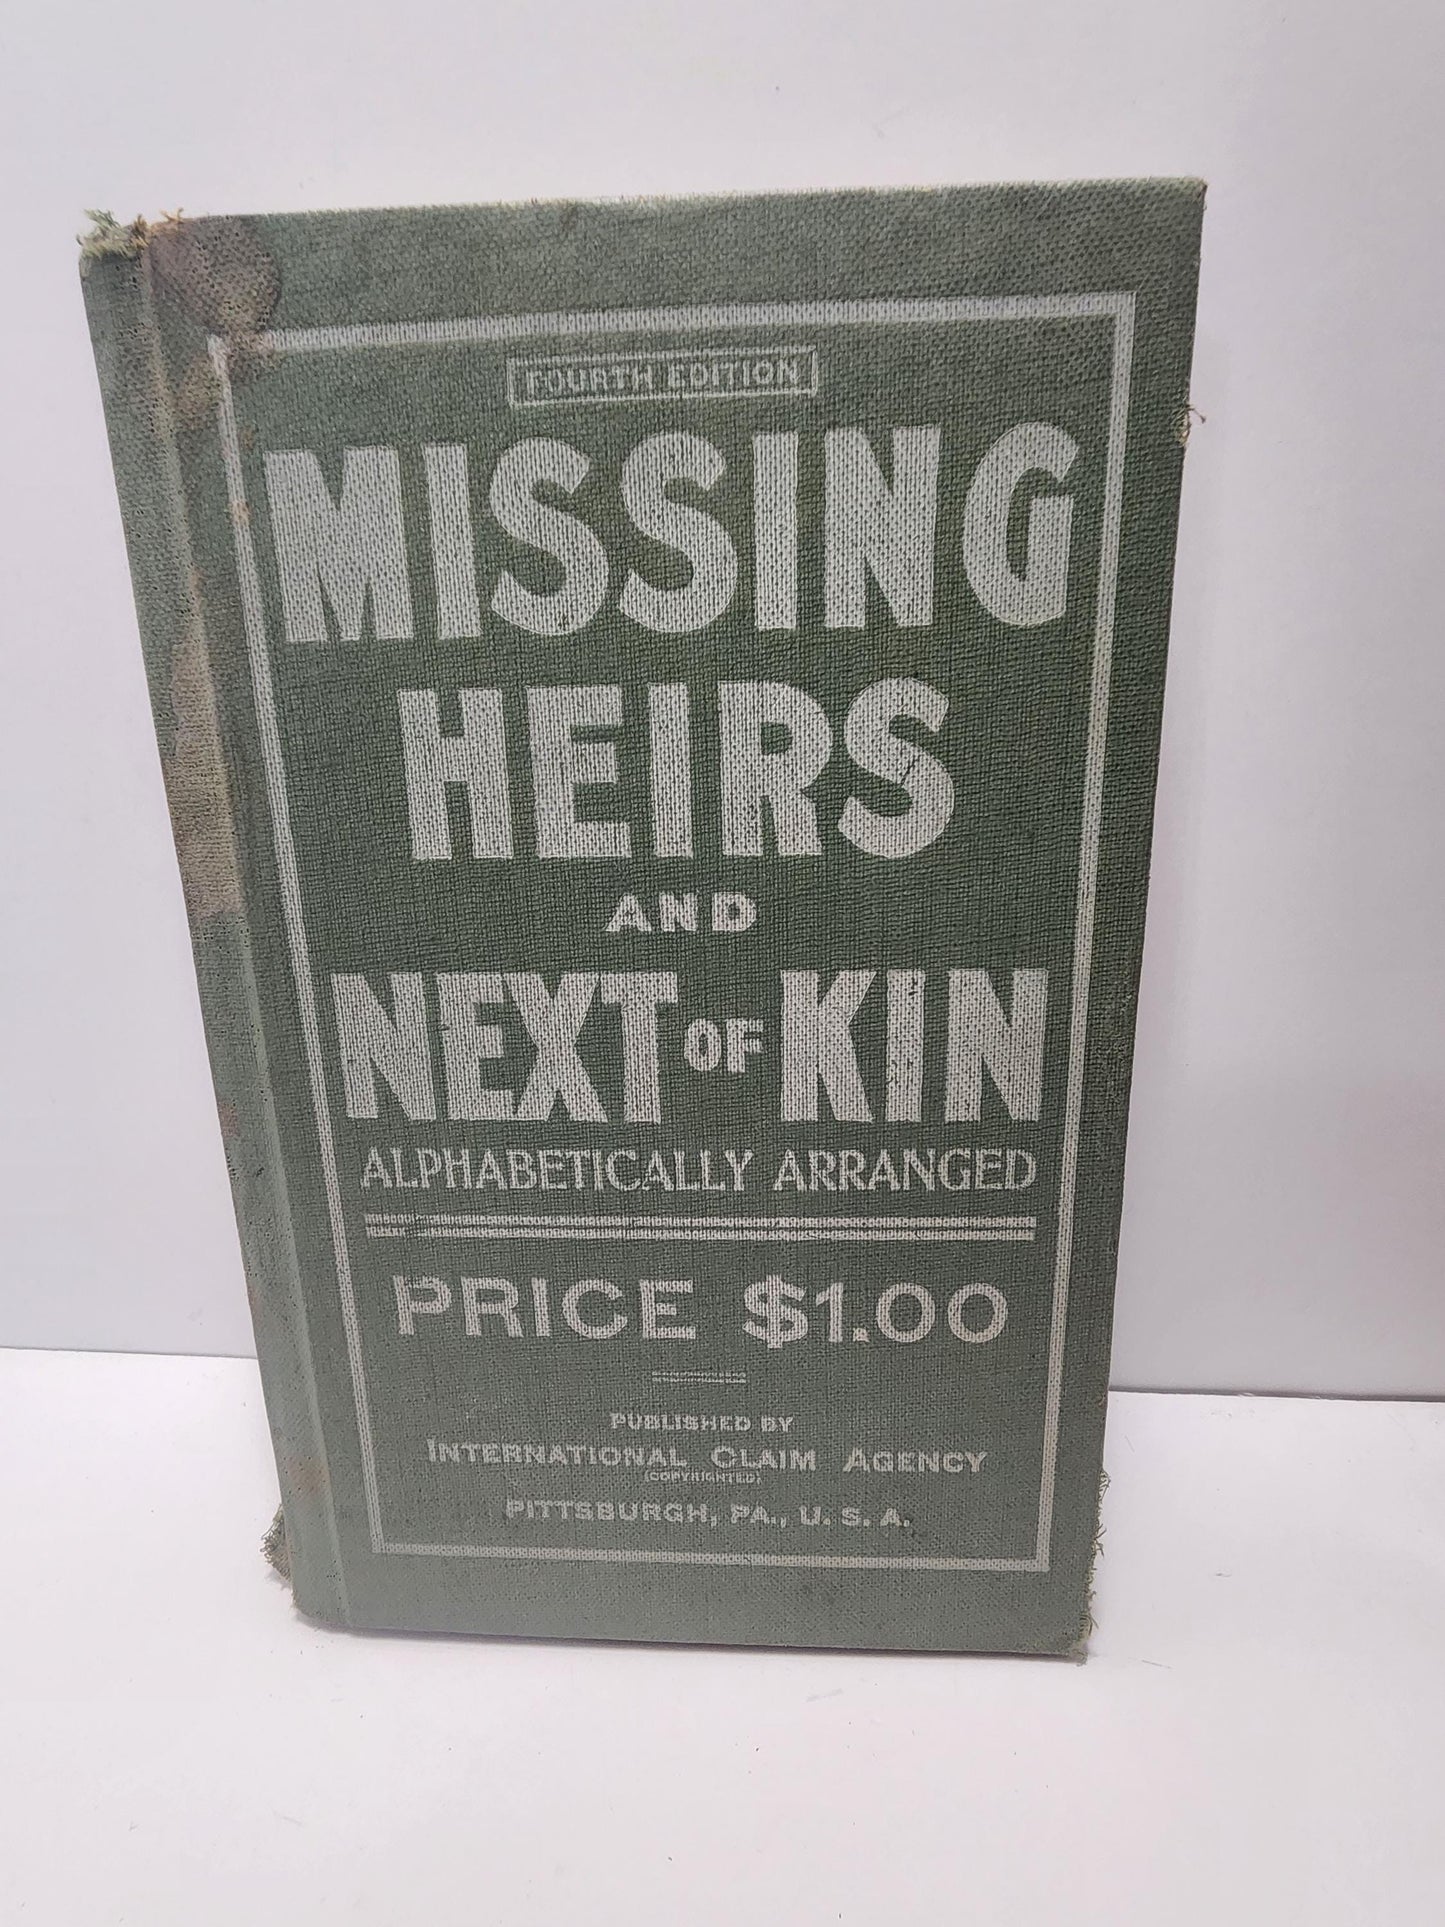 FOURTH EDITION
MISSING
HEIRS
AND
NEXT OF KIN
ALPHABETICALLY ARRANGED
PRICE $1.00
PUBLISHED BY
INTERNATIONAL CLAIM AGENCY
(COPYRIGHTED)
PITTSBURGH, PA., U. S. A.